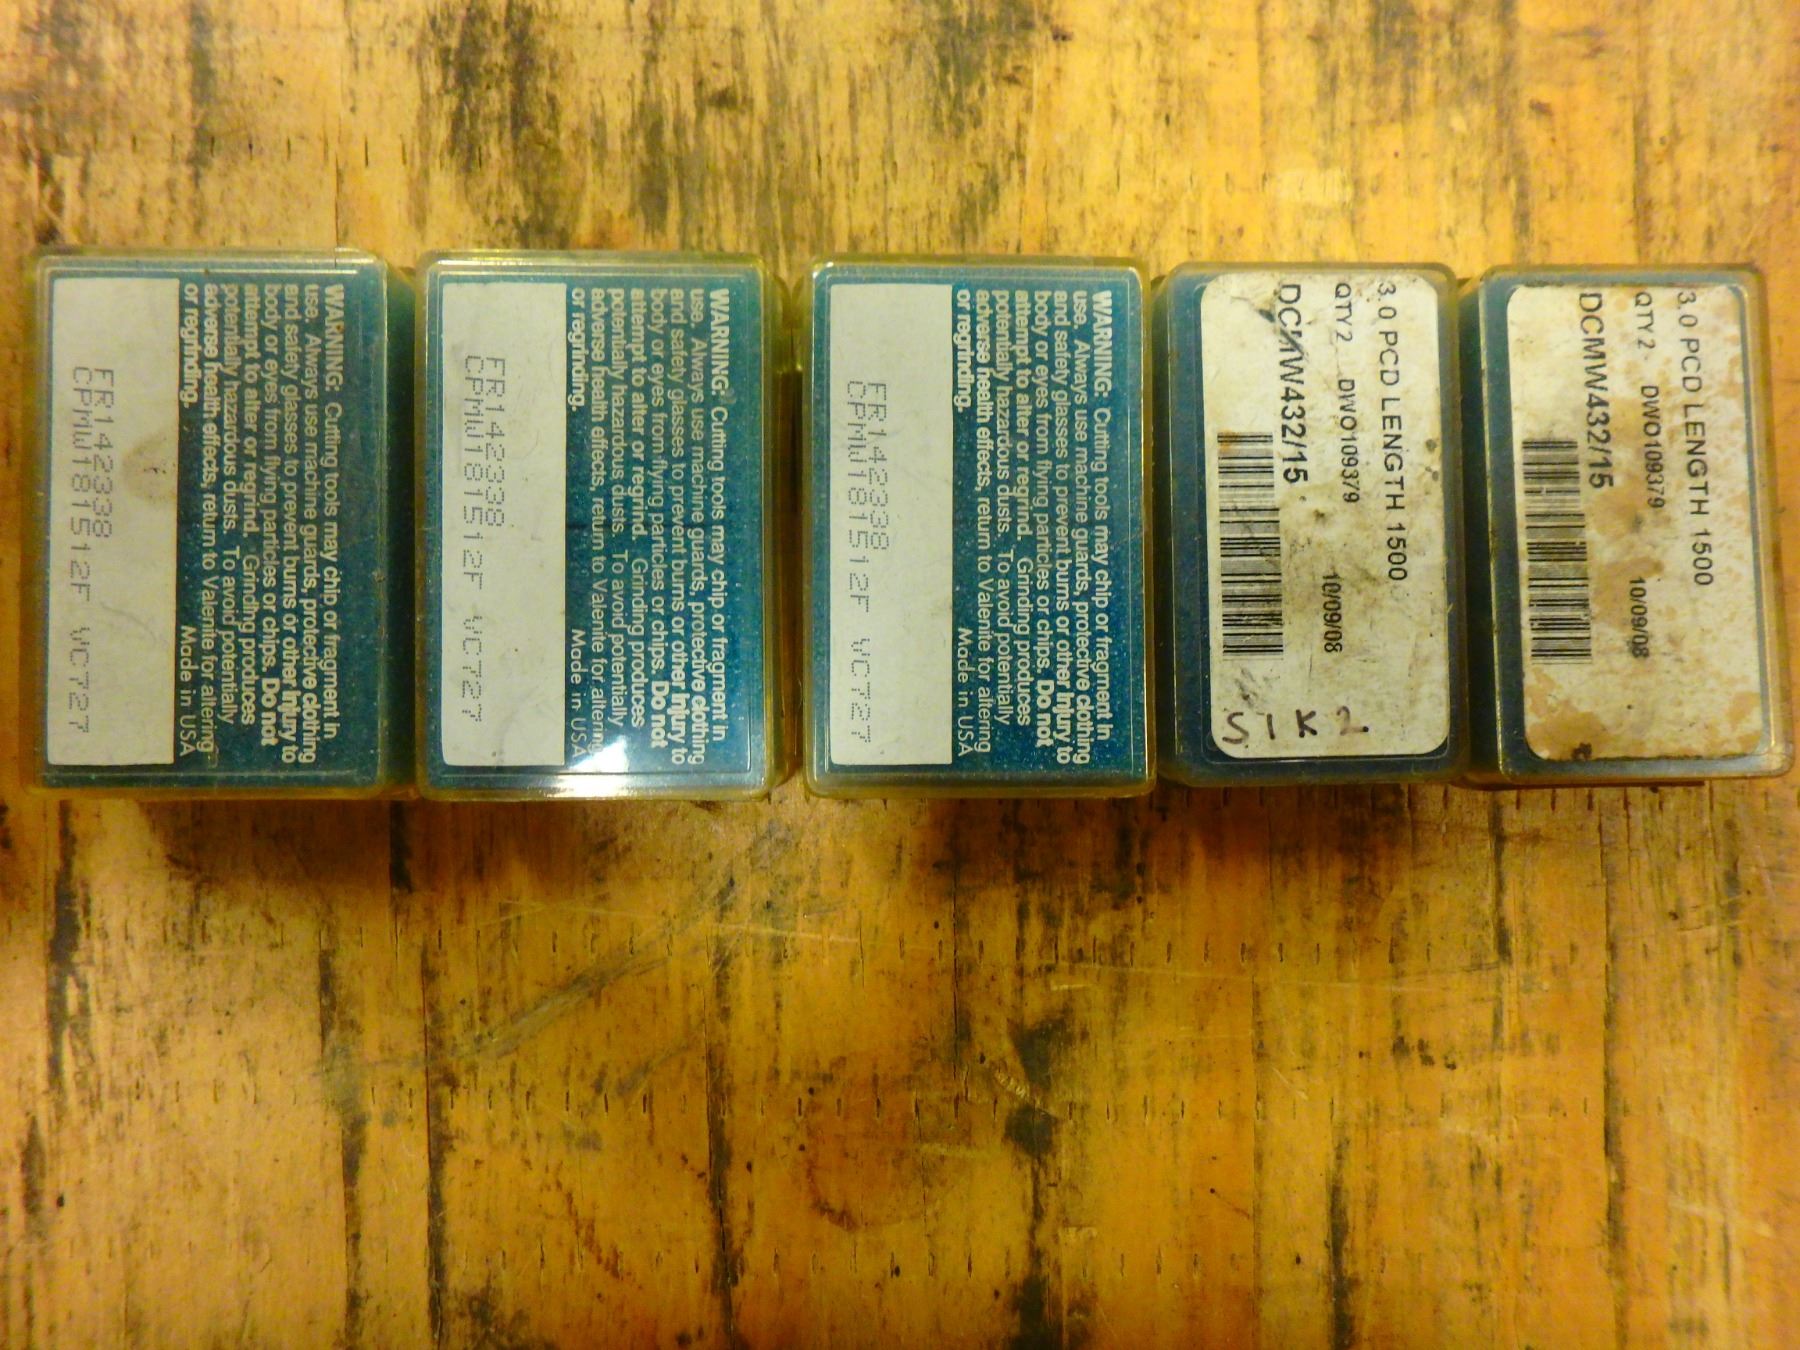 WARNING: Cutting tools may chip or fragment in
use. Always use machine guards, protective clothing
and safety glasses to prevent burns or other injury to
body or eyes from flying particles or chips. Do not
attempt to alter or regrind. Grinding produces
potentially hazardous dusts. To avoid potentially
adverse health effects, return to Valenite for altering
or regrinding. Made in USA
FR142338
CPMW181512F VC727
WARNING: Cutting tools may chip or fragment in
use. Always use machine guards, protective clothing
and safety glasses to prevent burns or other injury to
body or eyes from flying particles or chips. Do not
attempt to alter or regrind. Grinding produces
potentially hazardous dusts. To avoid potentially
adverse health effects, return to Valenite for altering
or regrinding. Made in USA
FR142338
CPMW181512F VC727
WARNING: Cutting tools may chip or fragment in
use. Always use machine guards, protective clothing
and safety glasses to prevent burns or other injury to
body or eyes from flying particles or chips. Do not
attempt to alter or regrind. Grinding produces
potentially hazardous dusts. To avoid potentially
adverse health effects, return to Valenite for altering
or regrinding. Made in USA
FR142338
CPMW181512F VC727
3.0 PCD LENGTH 1500
QTY 2 DWO109379 10/09/08
DCMW432/15
S1K2
3.0 PCD LENGTH 1500
QTY 2 DWO109379 10/09/08
DCMW432/15